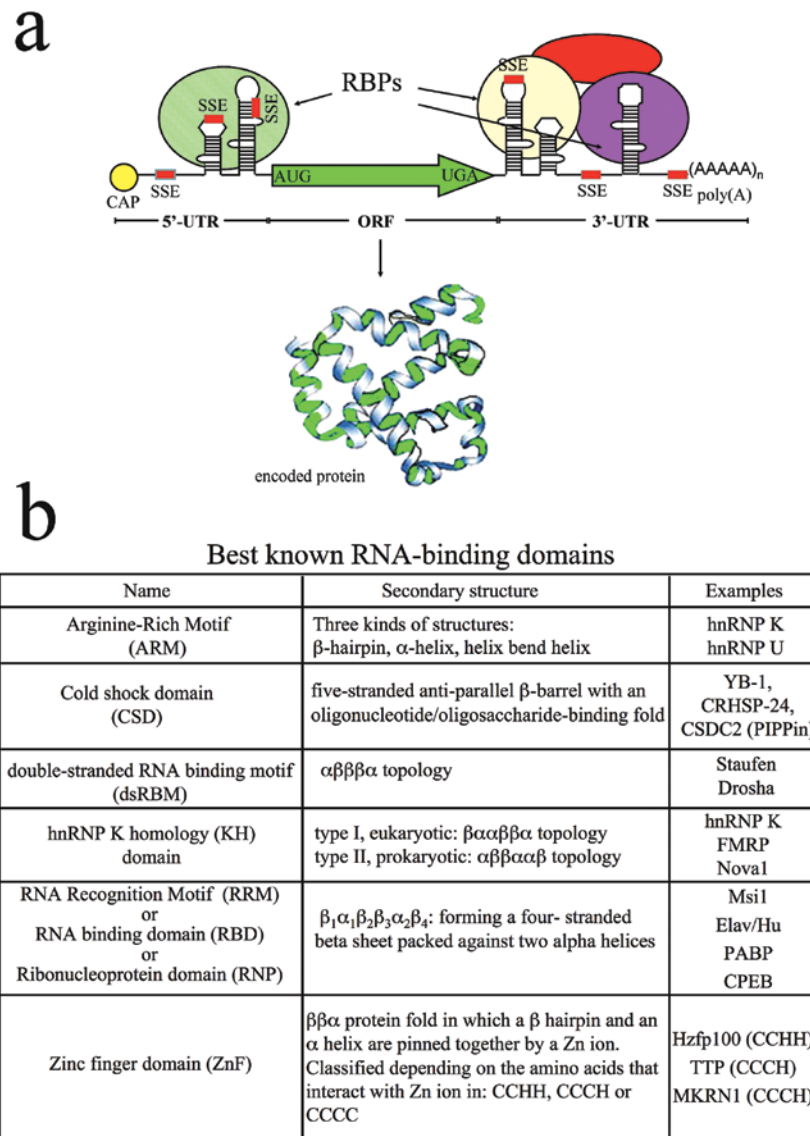 a
SSE
RBPs
SSE
SSE
SSE
AUG
UGA
(AAAAA)n
CAP
SSE
SSE
SSE
poly(A)
5'-UTR
ORF
3'-UTR
encoded protein
b
Best known RNA-binding domains
Name
Secondary structure
Examples
Arginine-Rich Motif
(ARM)
Three kinds of structures:
β-hairpin, α-helix, helix bend helix
hnRNP K
hnRNP U
Cold shock domain
(CSD)
five-stranded anti-parallel β-barrel with an
oligonucleotide/oligosaccharide-binding fold
YB-1,
CRHSP-24,
CSDC2 (PIPPin)
double-stranded RNA binding motif
(dsRBM)
αβββα topology
Staufen
Drosha
hnRNP K homology (KH)
domain
type I, eukaryotic: βααββα topology
type II, prokaryotic: αββααβ topology
hnRNP K
FMRP
Nova1
RNA Recognition Motif (RRM)
or
RNA binding domain (RBD)
or
Ribonucleoprotein domain (RNP)
β1α1β2β3α2β4: forming a four- stranded
beta sheet packed against two alpha helices
Msi1
Elav/Hu
PABP
CPEB
Zinc finger domain (ZnF)
ββα protein fold in which a β hairpin and an
α helix are pinned together by a Zn ion.
Classified depending on the amino acids that
interact with Zn ion in: CCHH, CCCH or
CCCC
Hzfp100 (CCHH)
TTP (CCCH)
MKRN1 (CCCH)